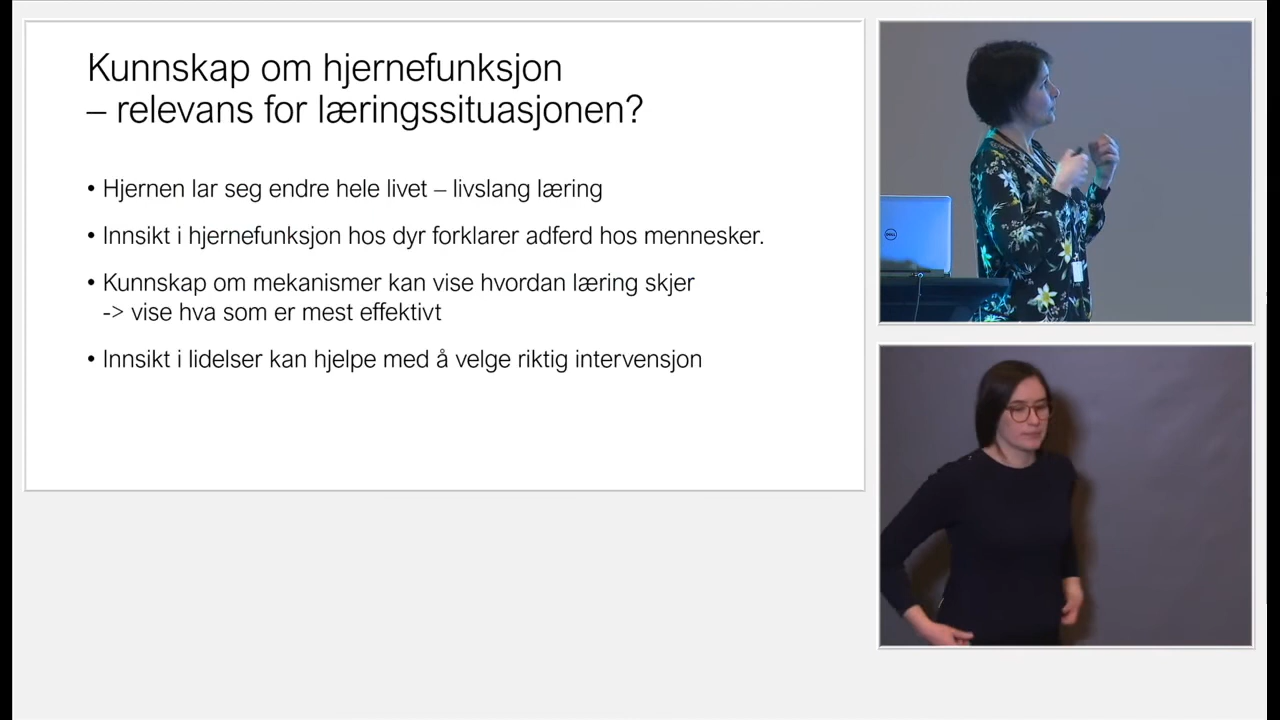 Kunnskap om hjernefunksjon
– relevans for læringssituasjonen?
• Hjernen lar seg endre hele livet – livslang læring
• Innsikt i hjernefunksjon hos dyr forklarer adferd hos mennesker.
• Kunnskap om mekanismer kan vise hvordan læring skjer
-> vise hva som er mest effektivt
• Innsikt i lidelser kan hjelpe med å velge riktig intervensjon
DELL